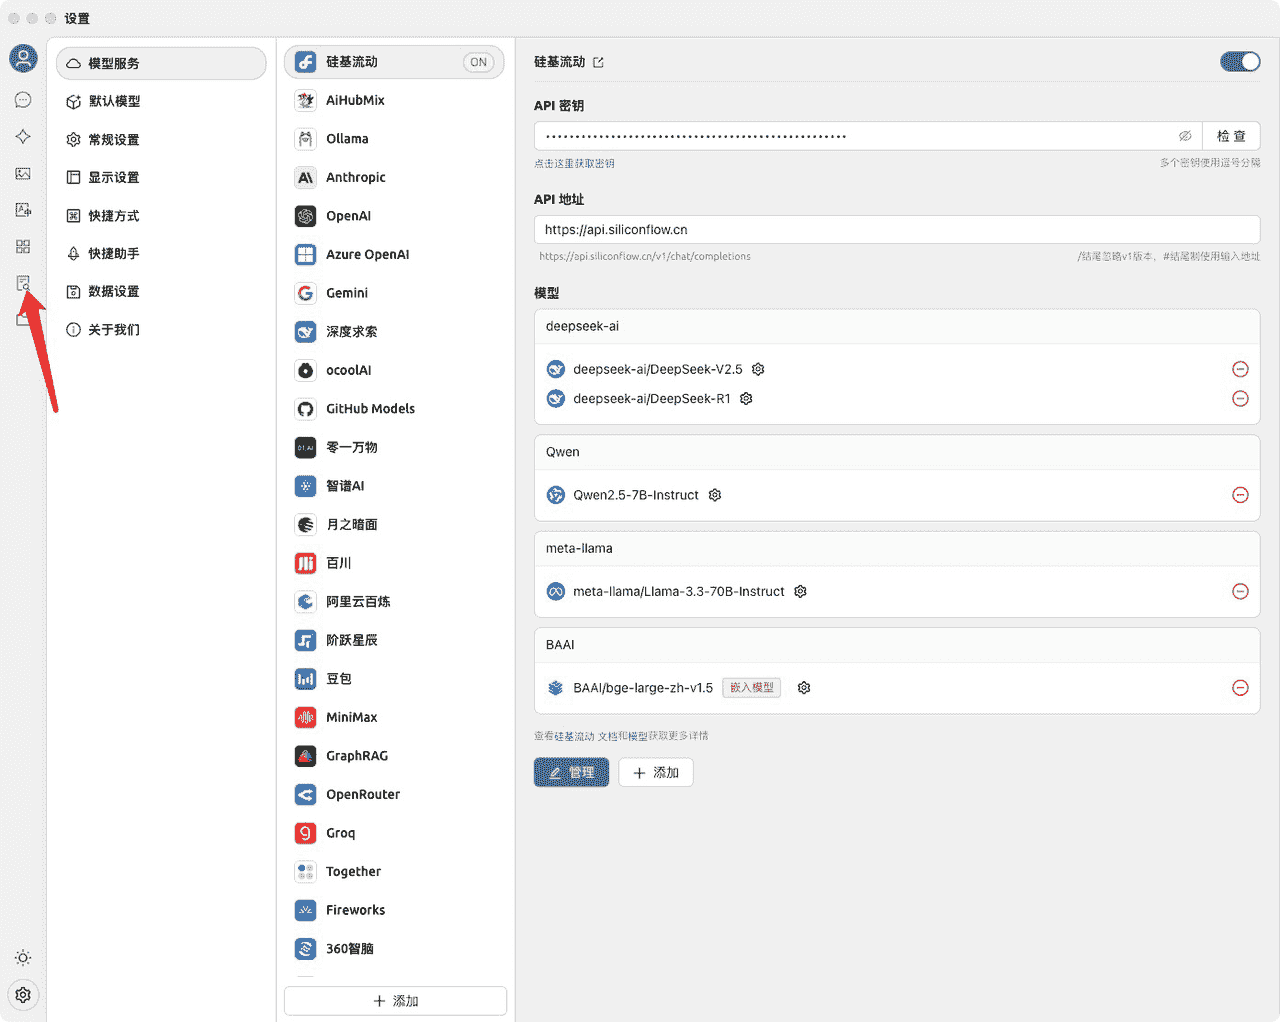 设置
模型服务
默认模型
常规设置
显示设置
快捷方式
快捷助手
数据设置
关于我们
硅基流动 ON
AiHubMix
Ollama
Anthropic
OpenAI
Azure OpenAI
Gemini
深度求索
ocoolAI
GitHub Models
零一万物
智谱AI
月之暗面
百川
阿里云百炼
阶跃星辰
豆包
MiniMax
GraphRAG
OpenRouter
Groq
Together
Fireworks
360智脑
添加
硅基流动
API 密钥
检 查
点击这里获取密钥
多个密钥使用逗号分隔
API 地址
https://api.siliconflow.cn
https://api.siliconflow.cn/v1/chat/completions
/结尾忽略v1版本，#结尾制使用输入地址
模型
deepseek-ai
deepseek-ai/DeepSeek-V2.5
deepseek-ai/DeepSeek-R1
Qwen
Qwen2.5-7B-Instruct
meta-llama
meta-llama/Llama-3.3-70B-Instruct
BAAI
BAAI/bge-large-zh-v1.5 嵌入模型
查看硅基流动 文档和模型获取更多详情
管理
添加